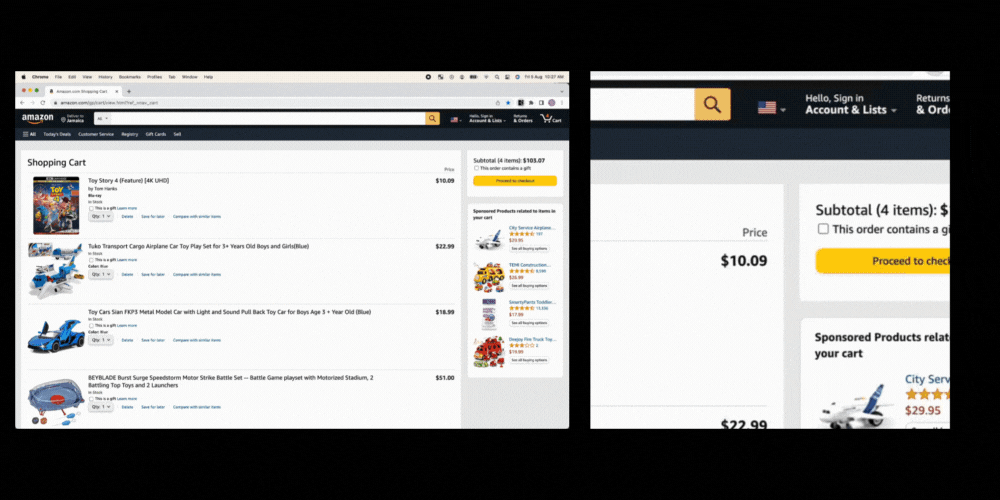 Chrome File Edit View History Bookmarks Profiles Tab Window Help
Fri 5 Aug 10:27 AM
Amazon.com Shopping Cart
amazon.com/gp/cart/view.html?ref_=nav_cart
amazon
Deliver to
Jamaica
All
Hello, Sign in
Account & Lists
Returns
& Orders
Cart
All Today's Deals Customer Service Registry Gift Cards Sell
Shopping Cart
Price
Toy Story 4 (Feature) [4K UHD]
$10.09
by Tom Hanks
Blu-ray
In Stock
This is a gift Learn more
Qty: 1 Delete Save for later Compare with similar items
Tuko Transport Cargo Airplane Car Toy Play Set for 3+ Years Old Boys and Girls(Blue)
$22.99
In Stock
This is a gift Learn more
Color: Blue
Qty: 1 Delete Save for later Compare with similar items
Toy Cars Sian FKP3 Metal Model Car with Light and Sound Pull Back Toy Car for Boys Age 3 + Year Old (Blue)
$18.99
In Stock
This is a gift Learn more
Color: Blue
Qty: 1 Delete Save for later Compare with similar items
BEYBLADE Burst Surge Speedstorm Motor Strike Battle Set -- Battle Game playset with Motorized Stadium, 2
Battling Top Toys and 2 Launchers
$51.00
In Stock
This is a gift Learn more
Qty: 1 Delete Save for later Compare with similar items
Subtotal (4 items): $103.07
This order contains a gift
Proceed to checkout
Sponsored Products related to items in
your cart
City Service Airplane...
$29.95
See all buying options
TEMI Construction...
$26.99
See all buying options
SmartyPants Toddler...
$17.99
See all buying options
Deejoy Fire Truck Toy...
2
$19.99
See all buying options
Hello, Sign in
Account & Lists
Returns
& Ord
Price
$10.09
$22.99
Subtotal (4 items): $
This order contains a gi
Proceed to check
Sponsored Products relat
your cart
City Serv
$29.95